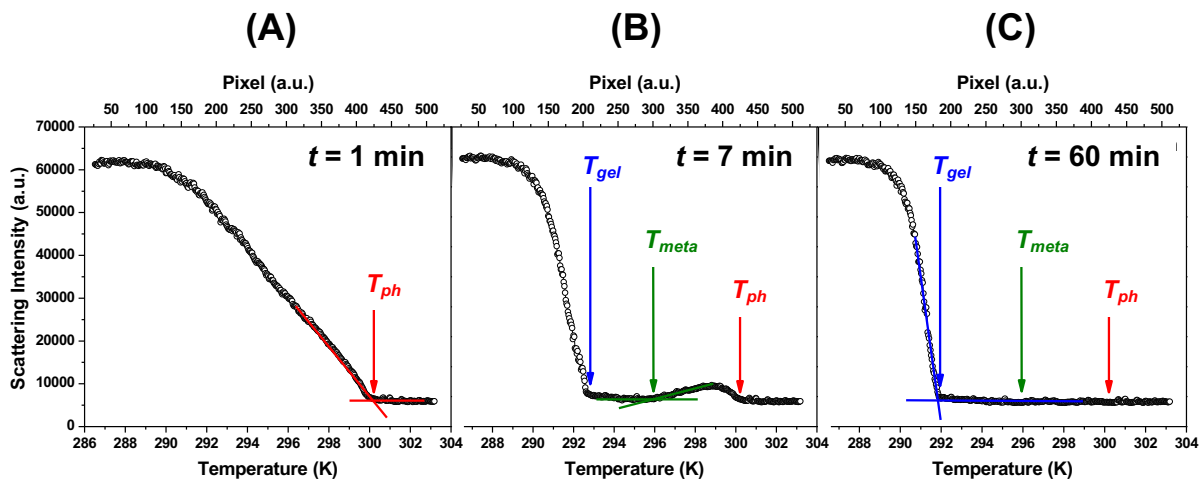 (A) (B) (C)
Pixel (a.u.) Pixel (a.u.) Pixel (a.u.)
50 100 150 200 250 300 350 400 450 500 50 100 150 200 250 300 350 400 450 500 50 100 150 200 250 300 350 400 450 500
Scattering Intensity (a.u.)
70000
60000
50000
40000
30000
20000
10000
0
t = 1 min t = 7 min t = 60 min
T_gel T_gel
T_meta T_meta
T_ph T_ph T_ph
286 288 290 292 294 296 298 300 302 304 288 290 292 294 296 298 300 302 304 288 290 292 294 296 298 300 302 304
Temperature (K) Temperature (K) Temperature (K)